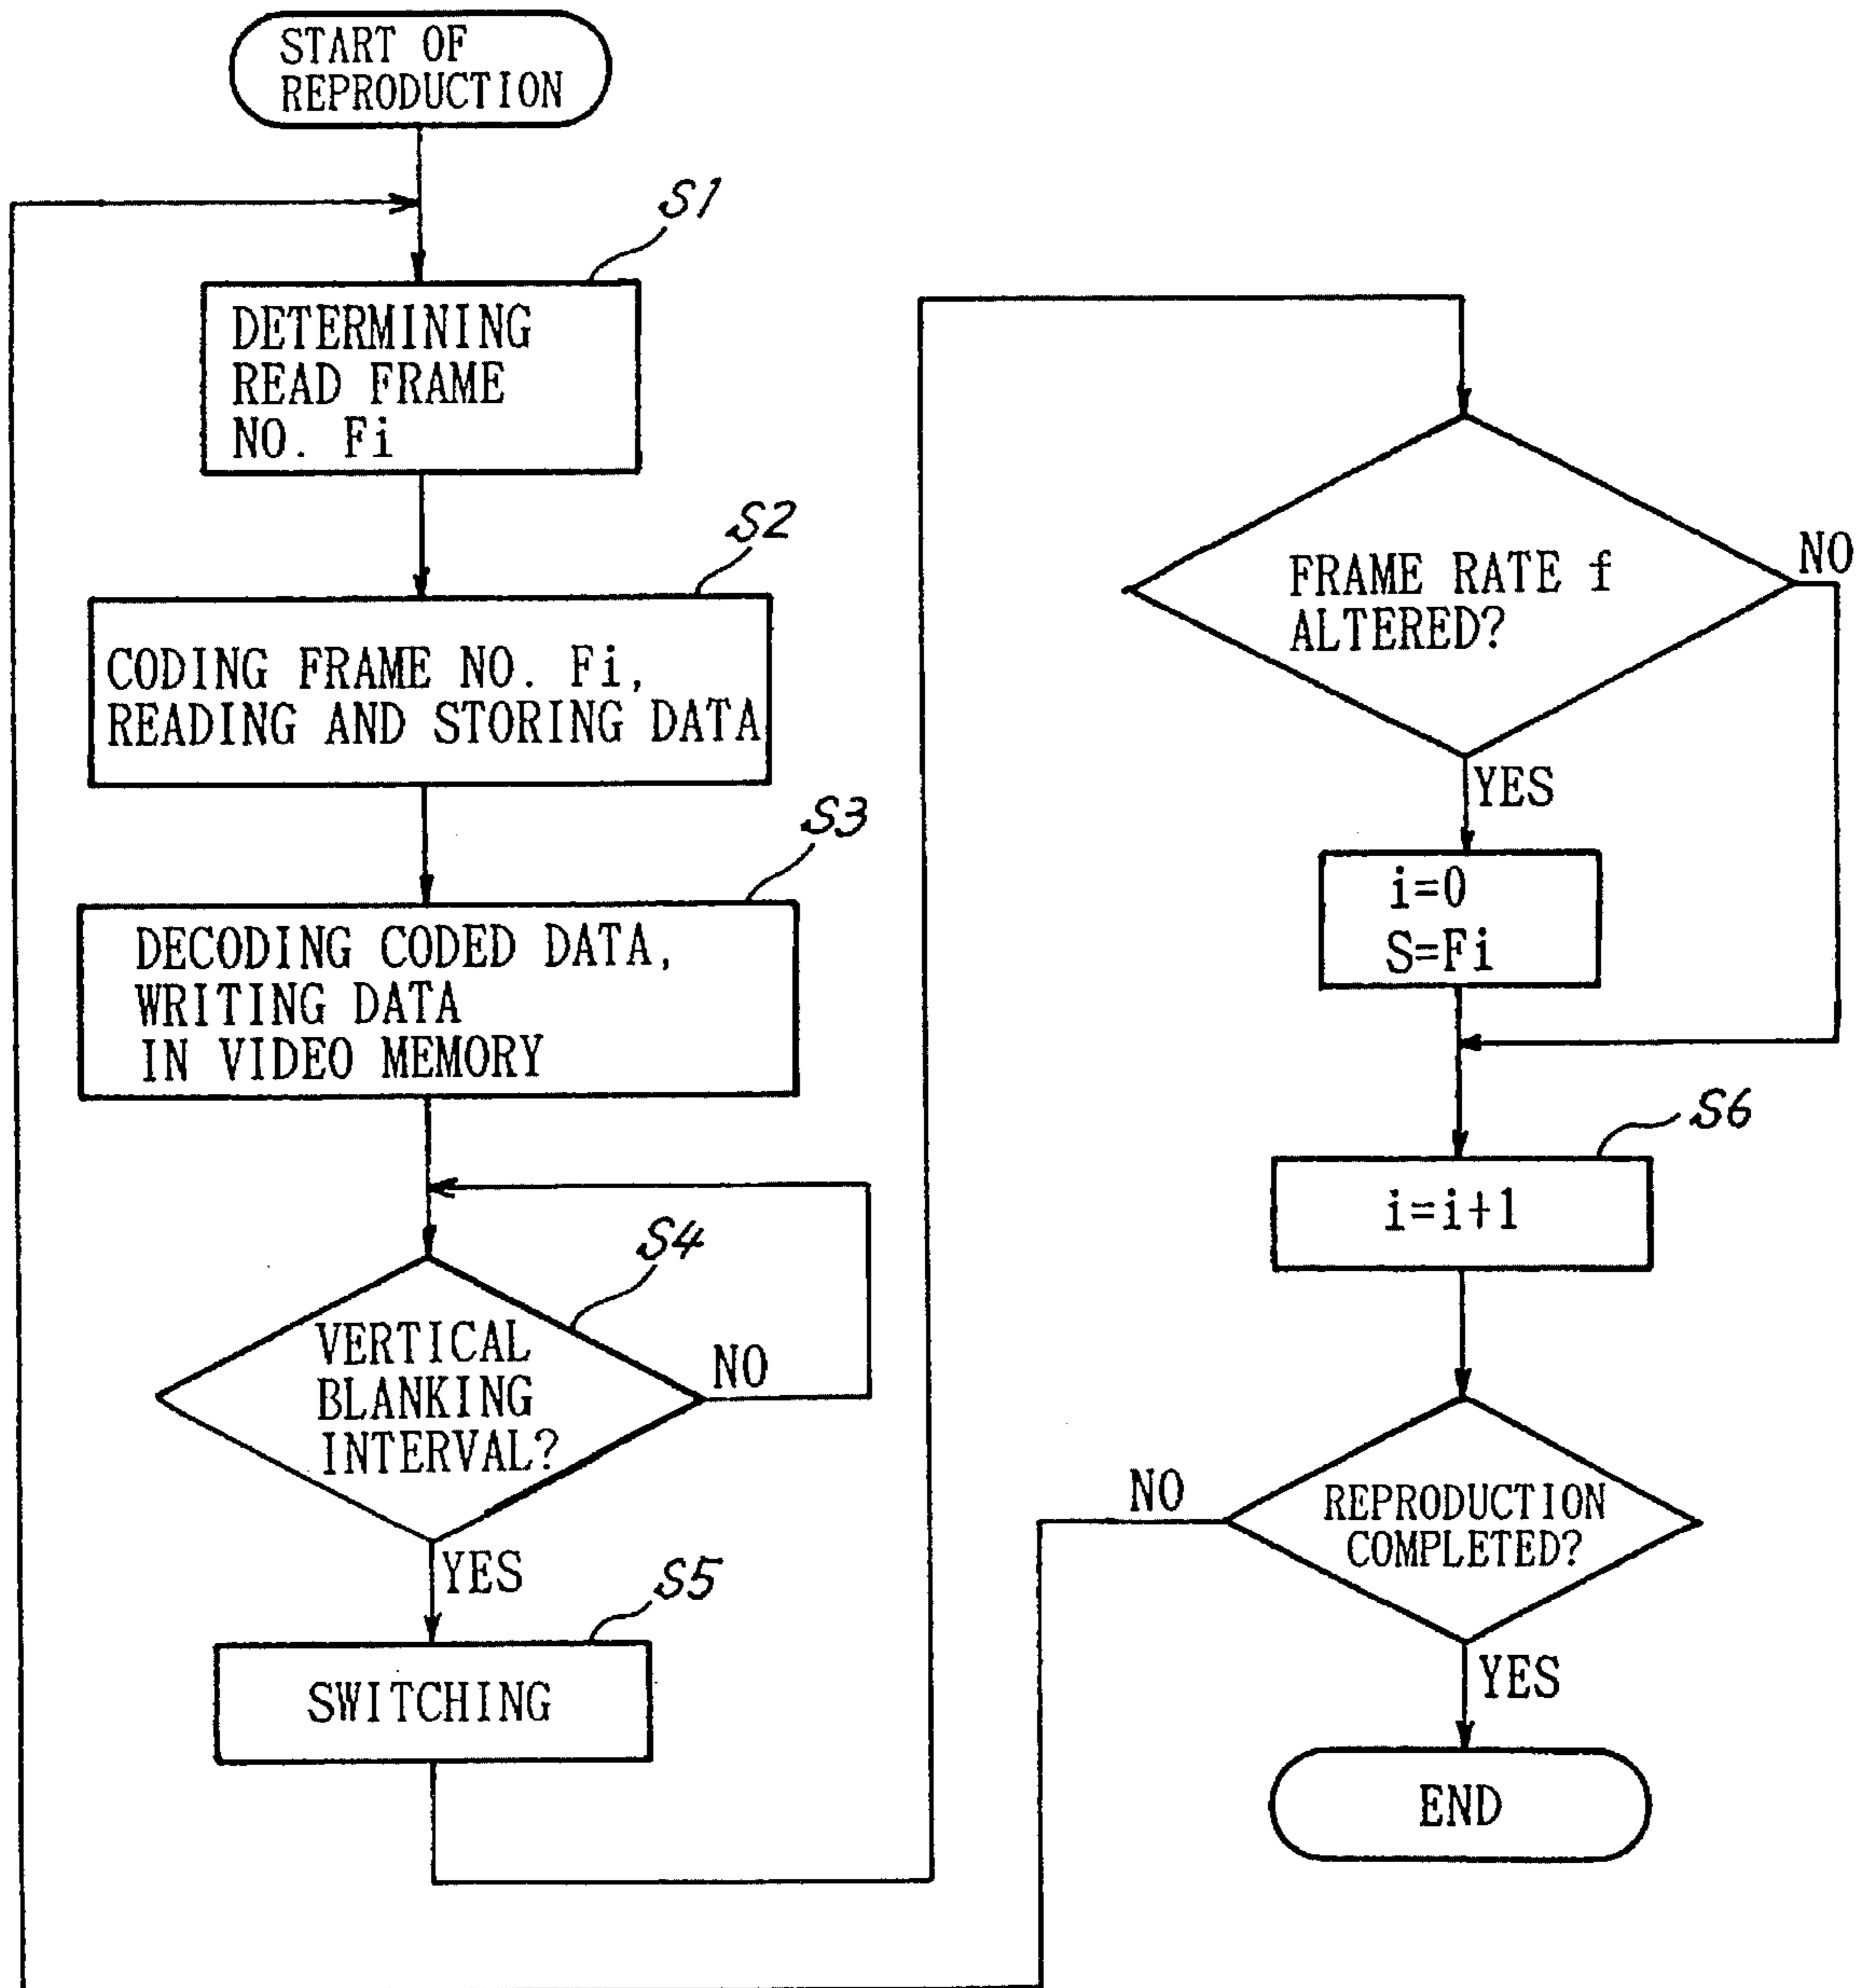 START OF
REPRODUCTION
S1
DETERMINING
READ FRAME
NO. Fi
S2
CODING FRAME NO. Fi,
READING AND STORING DATA
S3
DECODING CODED DATA,
WRITING DATA
IN VIDEO MEMORY
S4
VERTICAL
BLANKING
INTERVAL?
NO
YES
S5
SWITCHING
FRAME RATE f
ALTERED?
NO
YES
i=0
S=Fi
S6
i=i+1
NO
REPRODUCTION
COMPLETED?
YES
END